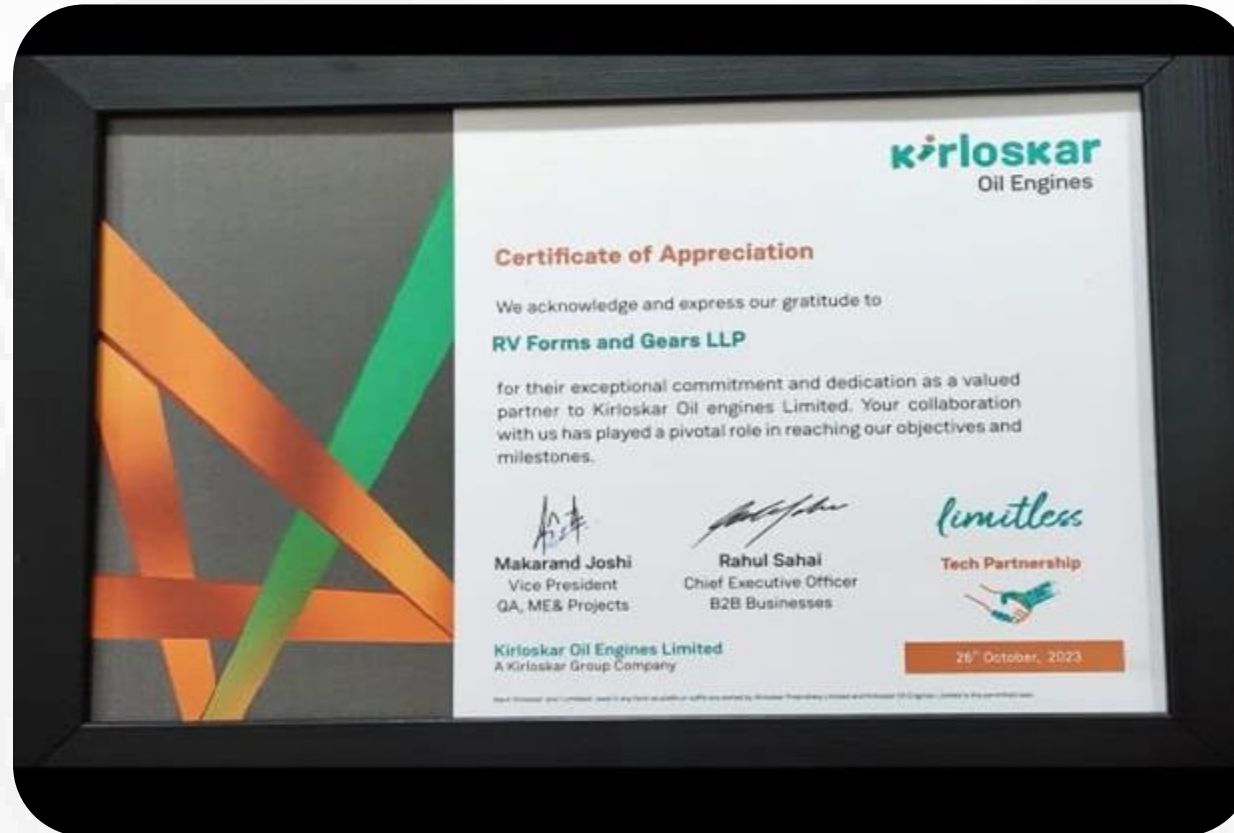 Kirloskar
Oil Engines
Certificate of Appreciation
We acknowledge and express our gratitude to
RV Forms and Gears LLP
for their exceptional commitment and dedication as a valued
partner to Kirloskar Oil engines Limited. Your collaboration
with us has played a pivotal role in reaching our objectives and
milestones.
Makarand Joshi
Vice President
QA, ME& Projects
Rahul Sahai
Chief Executive Officer
B2B Businesses
limitless
Tech Partnership
Kirloskar Oil Engines Limited
A Kirloskar Group Company
26th October, 2023